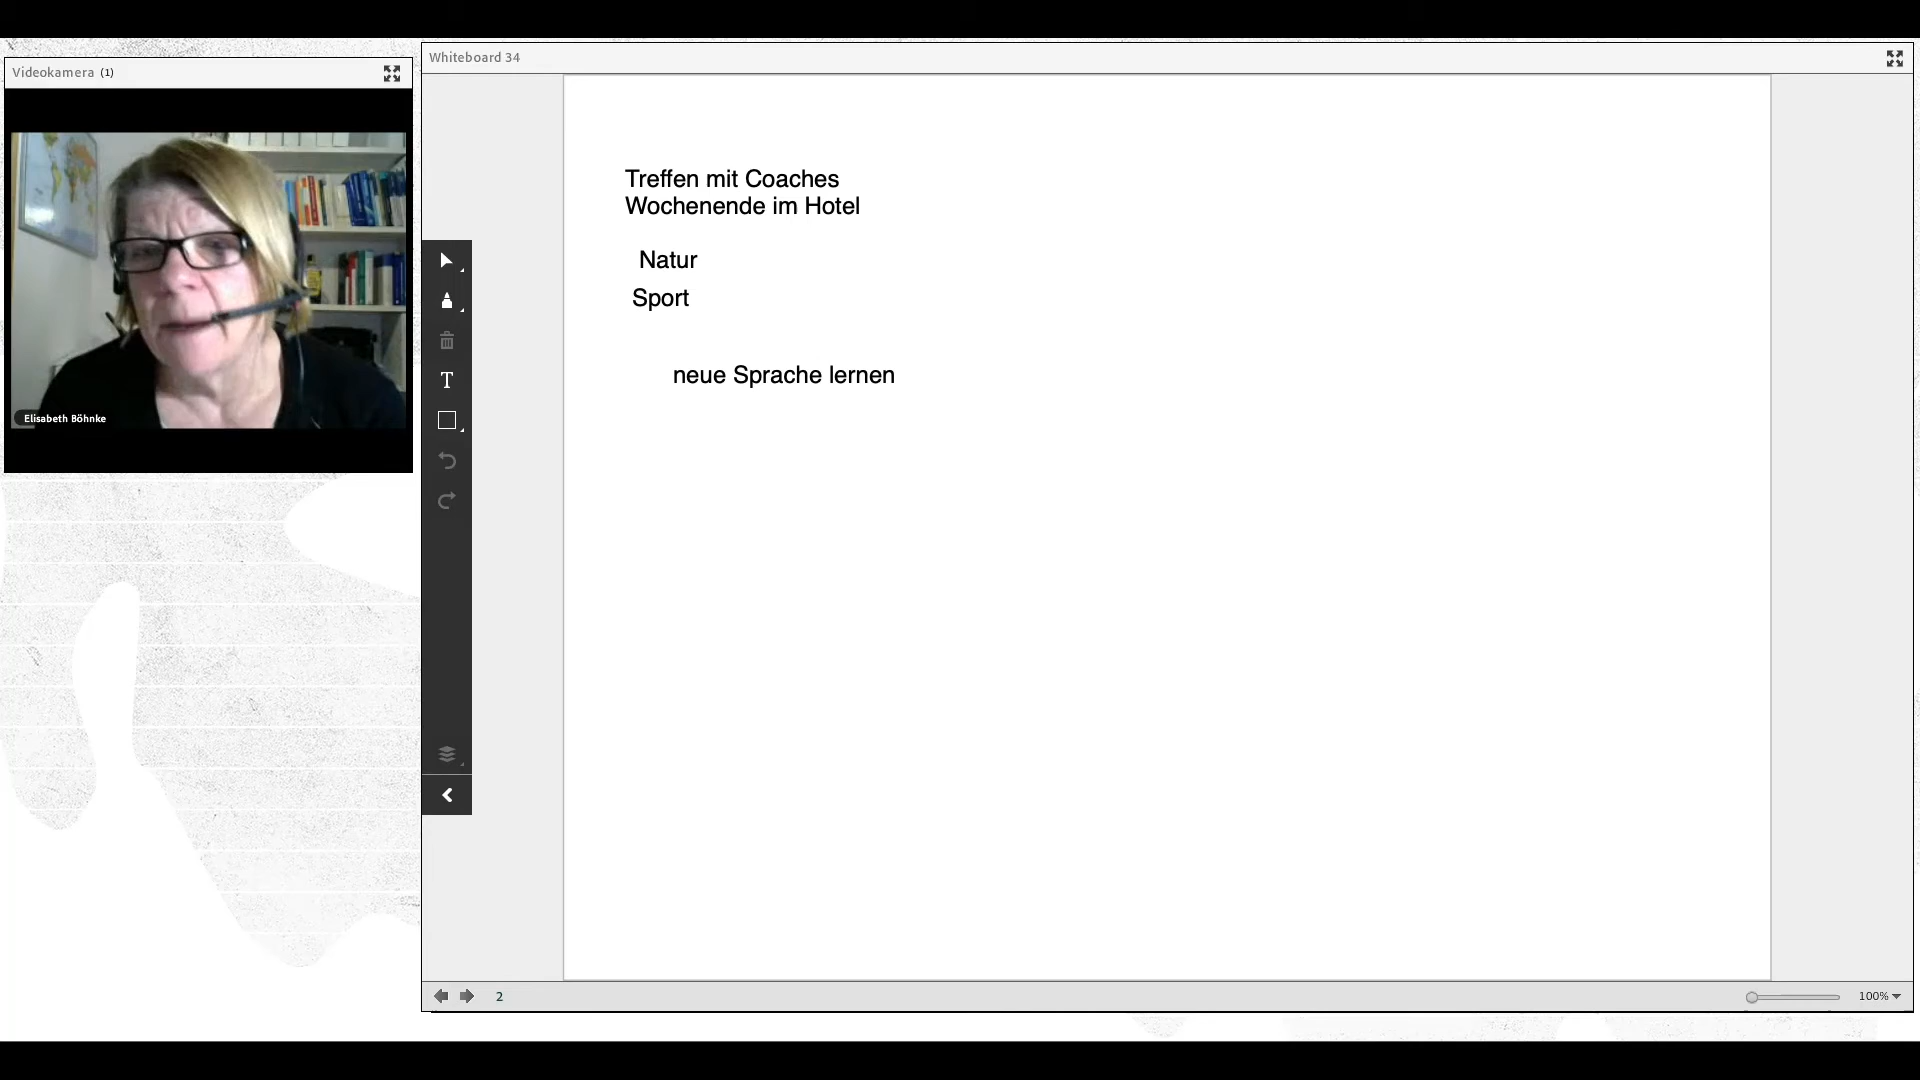 Videokamera (1)
Elisabeth Böhnke
Whiteboard 34
Treffen mit Coaches
Wochenende im Hotel
Natur
Sport
neue Sprache lernen
T
2
100%